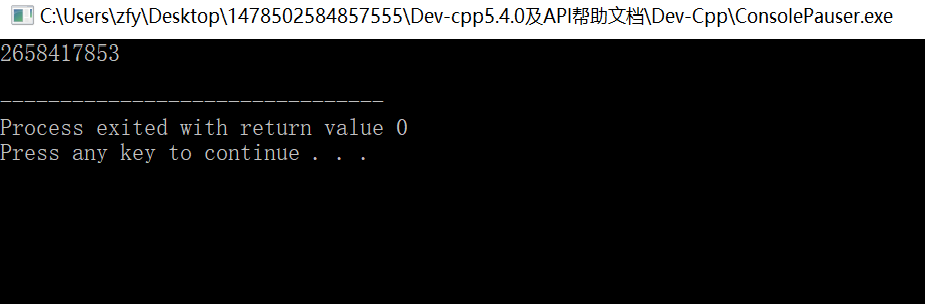 C:\Users\zfy\Desktop\1478502584857555\Dev-cpp5.4.0及API帮助文档\Dev-Cpp\ConsolePauser.exe
2658417853
--------------------------------
Process exited with return value 0
Press any key to continue . . .